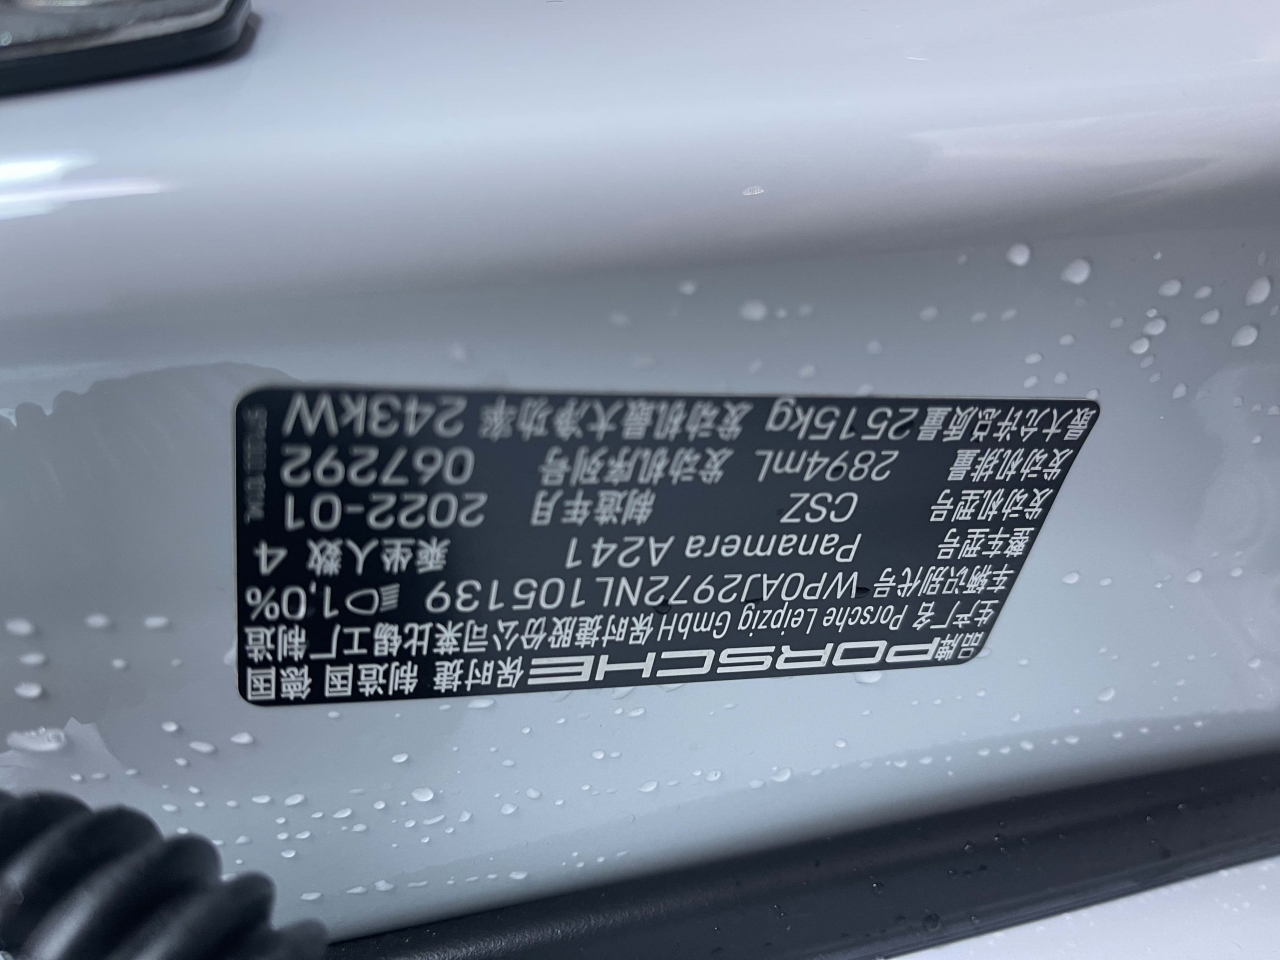 品牌 PORSCHE 保时捷 制造国 德国
生产厂名 Porsche Leipzig GmbH 保时捷股份公司莱比锡工厂制造
车辆识别代号 WP0AJ2972NL105139 1,0%
整车型号 Panamera A241 乘坐人数 4
发动机型号 CSZ 制造年月 2022-01
发动机排量 2894mL 发动机序列号 067292
最大允许总质量 2515kg 发动机最大净功率 243kW